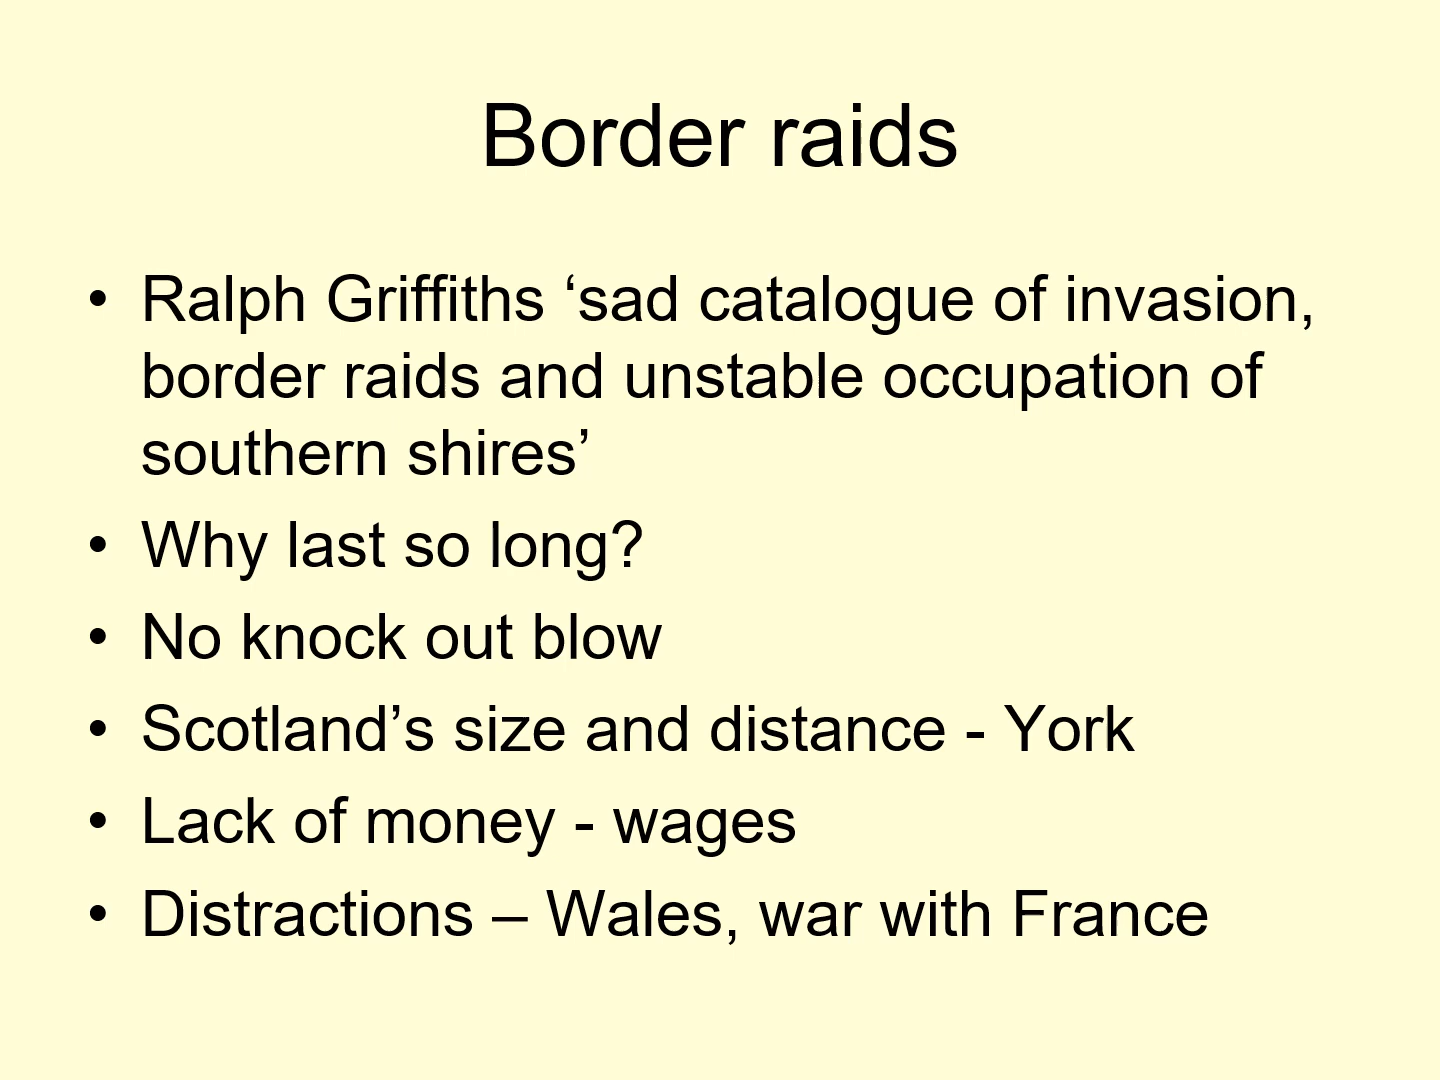 Border raids
• Ralph Griffiths ‘sad catalogue of invasion,
border raids and unstable occupation of
southern shires’
• Why last so long?
• No knock out blow
• Scotland’s size and distance - York
• Lack of money - wages
• Distractions – Wales, war with France